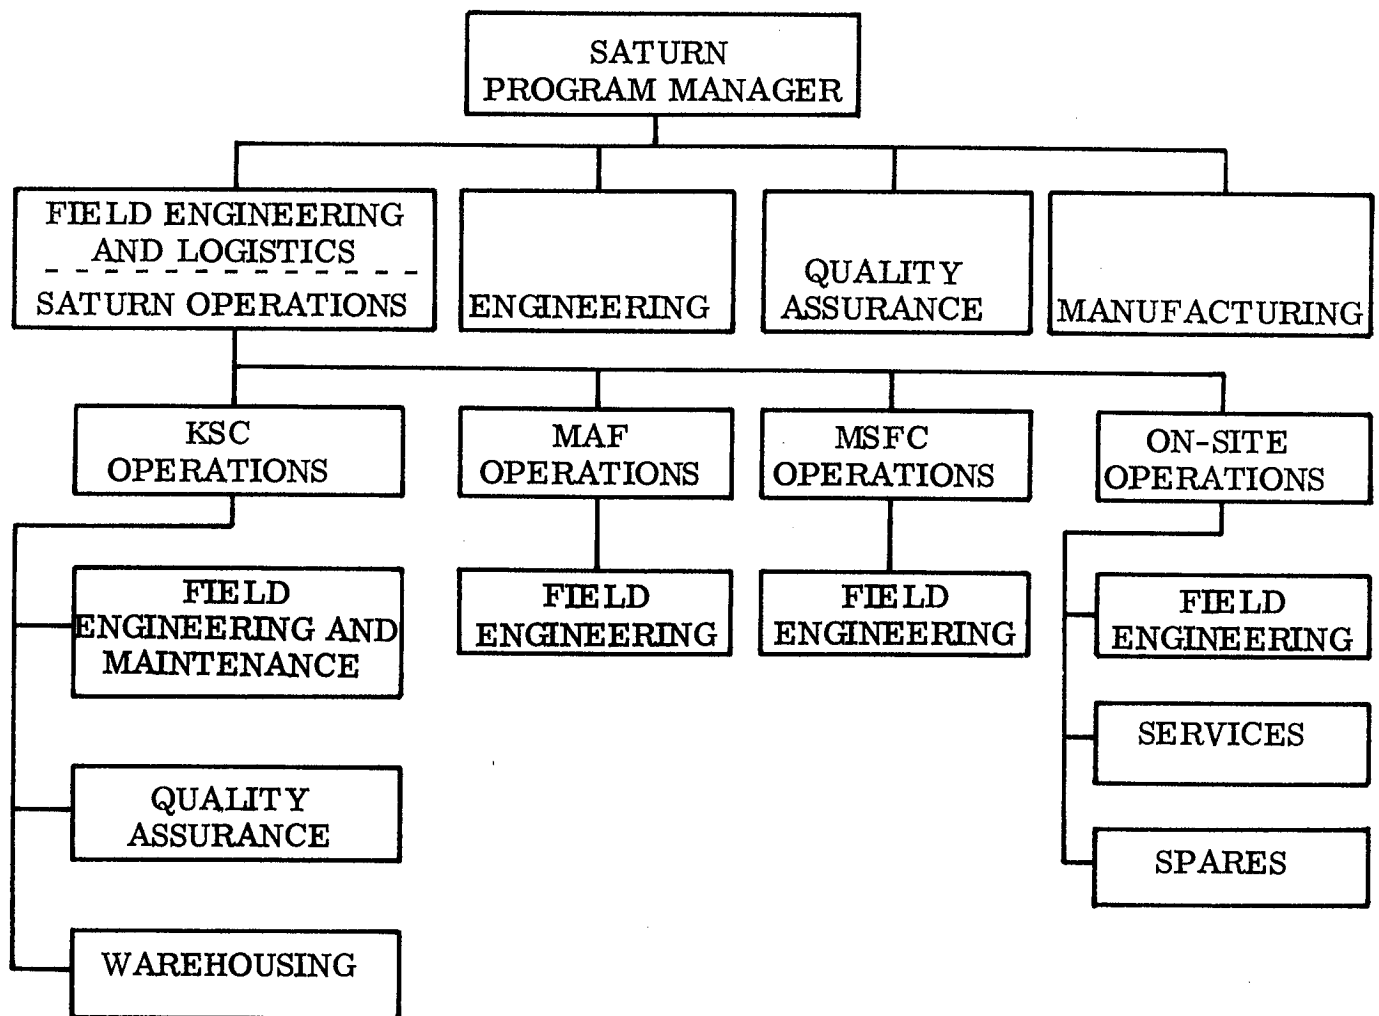 SATURN
PROGRAM MANAGER
FIELD ENGINEERING
AND LOGISTICS
SATURN OPERATIONS
ENGINEERING
QUALITY
ASSURANCE
MANUFACTURING
KSC
OPERATIONS
MAF
OPERATIONS
MSFC
OPERATIONS
ON-SITE
OPERATIONS
FIELD
ENGINEERING AND
MAINTENANCE
QUALITY
ASSURANCE
WAREHOUSING
FIELD
ENGINEERING
FIELD
ENGINEERING
FIELD
ENGINEERING
SERVICES
SPARES